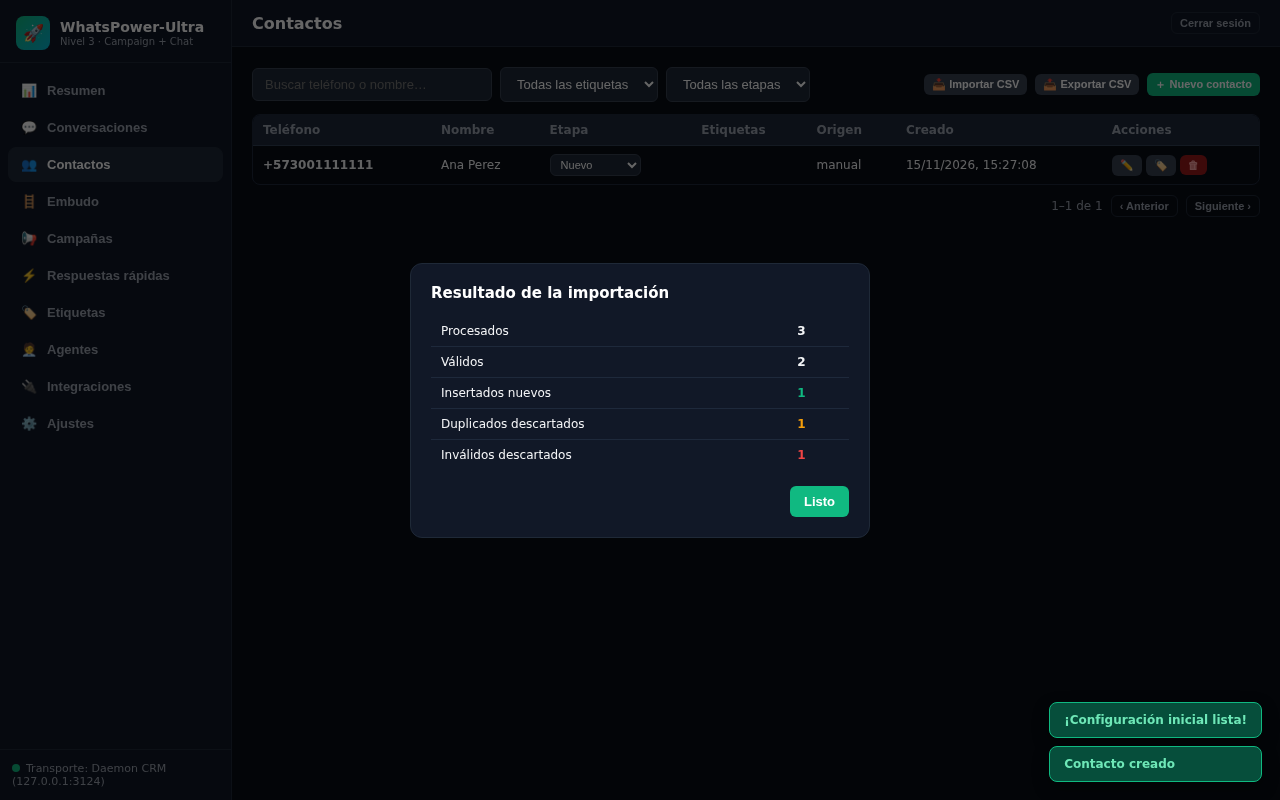 WhatsPower-Ultra
Nivel 3 · Campaign + Chat
Resumen
Conversaciones
Contactos
Embudo
Campañas
Respuestas rápidas
Etiquetas
Agentes
Integraciones
Ajustes
Transporte: Daemon CRM
(127.0.0.1:3124)
Contactos
Cerrar sesión
Buscar teléfono o nombre…
Todas las etiquetas
Todas las etapas
Importar CSV
Exportar CSV
+ Nuevo contacto
Teléfono Nombre Etapa Etiquetas Origen Creado Acciones
+573001111111 Ana Perez Nuevo manual 15/11/2026, 15:27:08
1–1 de 1 ‹ Anterior Siguiente ›
Resultado de la importación
Procesados 3
Válidos 2
Insertados nuevos 1
Duplicados descartados 1
Inválidos descartados 1
Listo
¡Configuración inicial lista!
Contacto creado